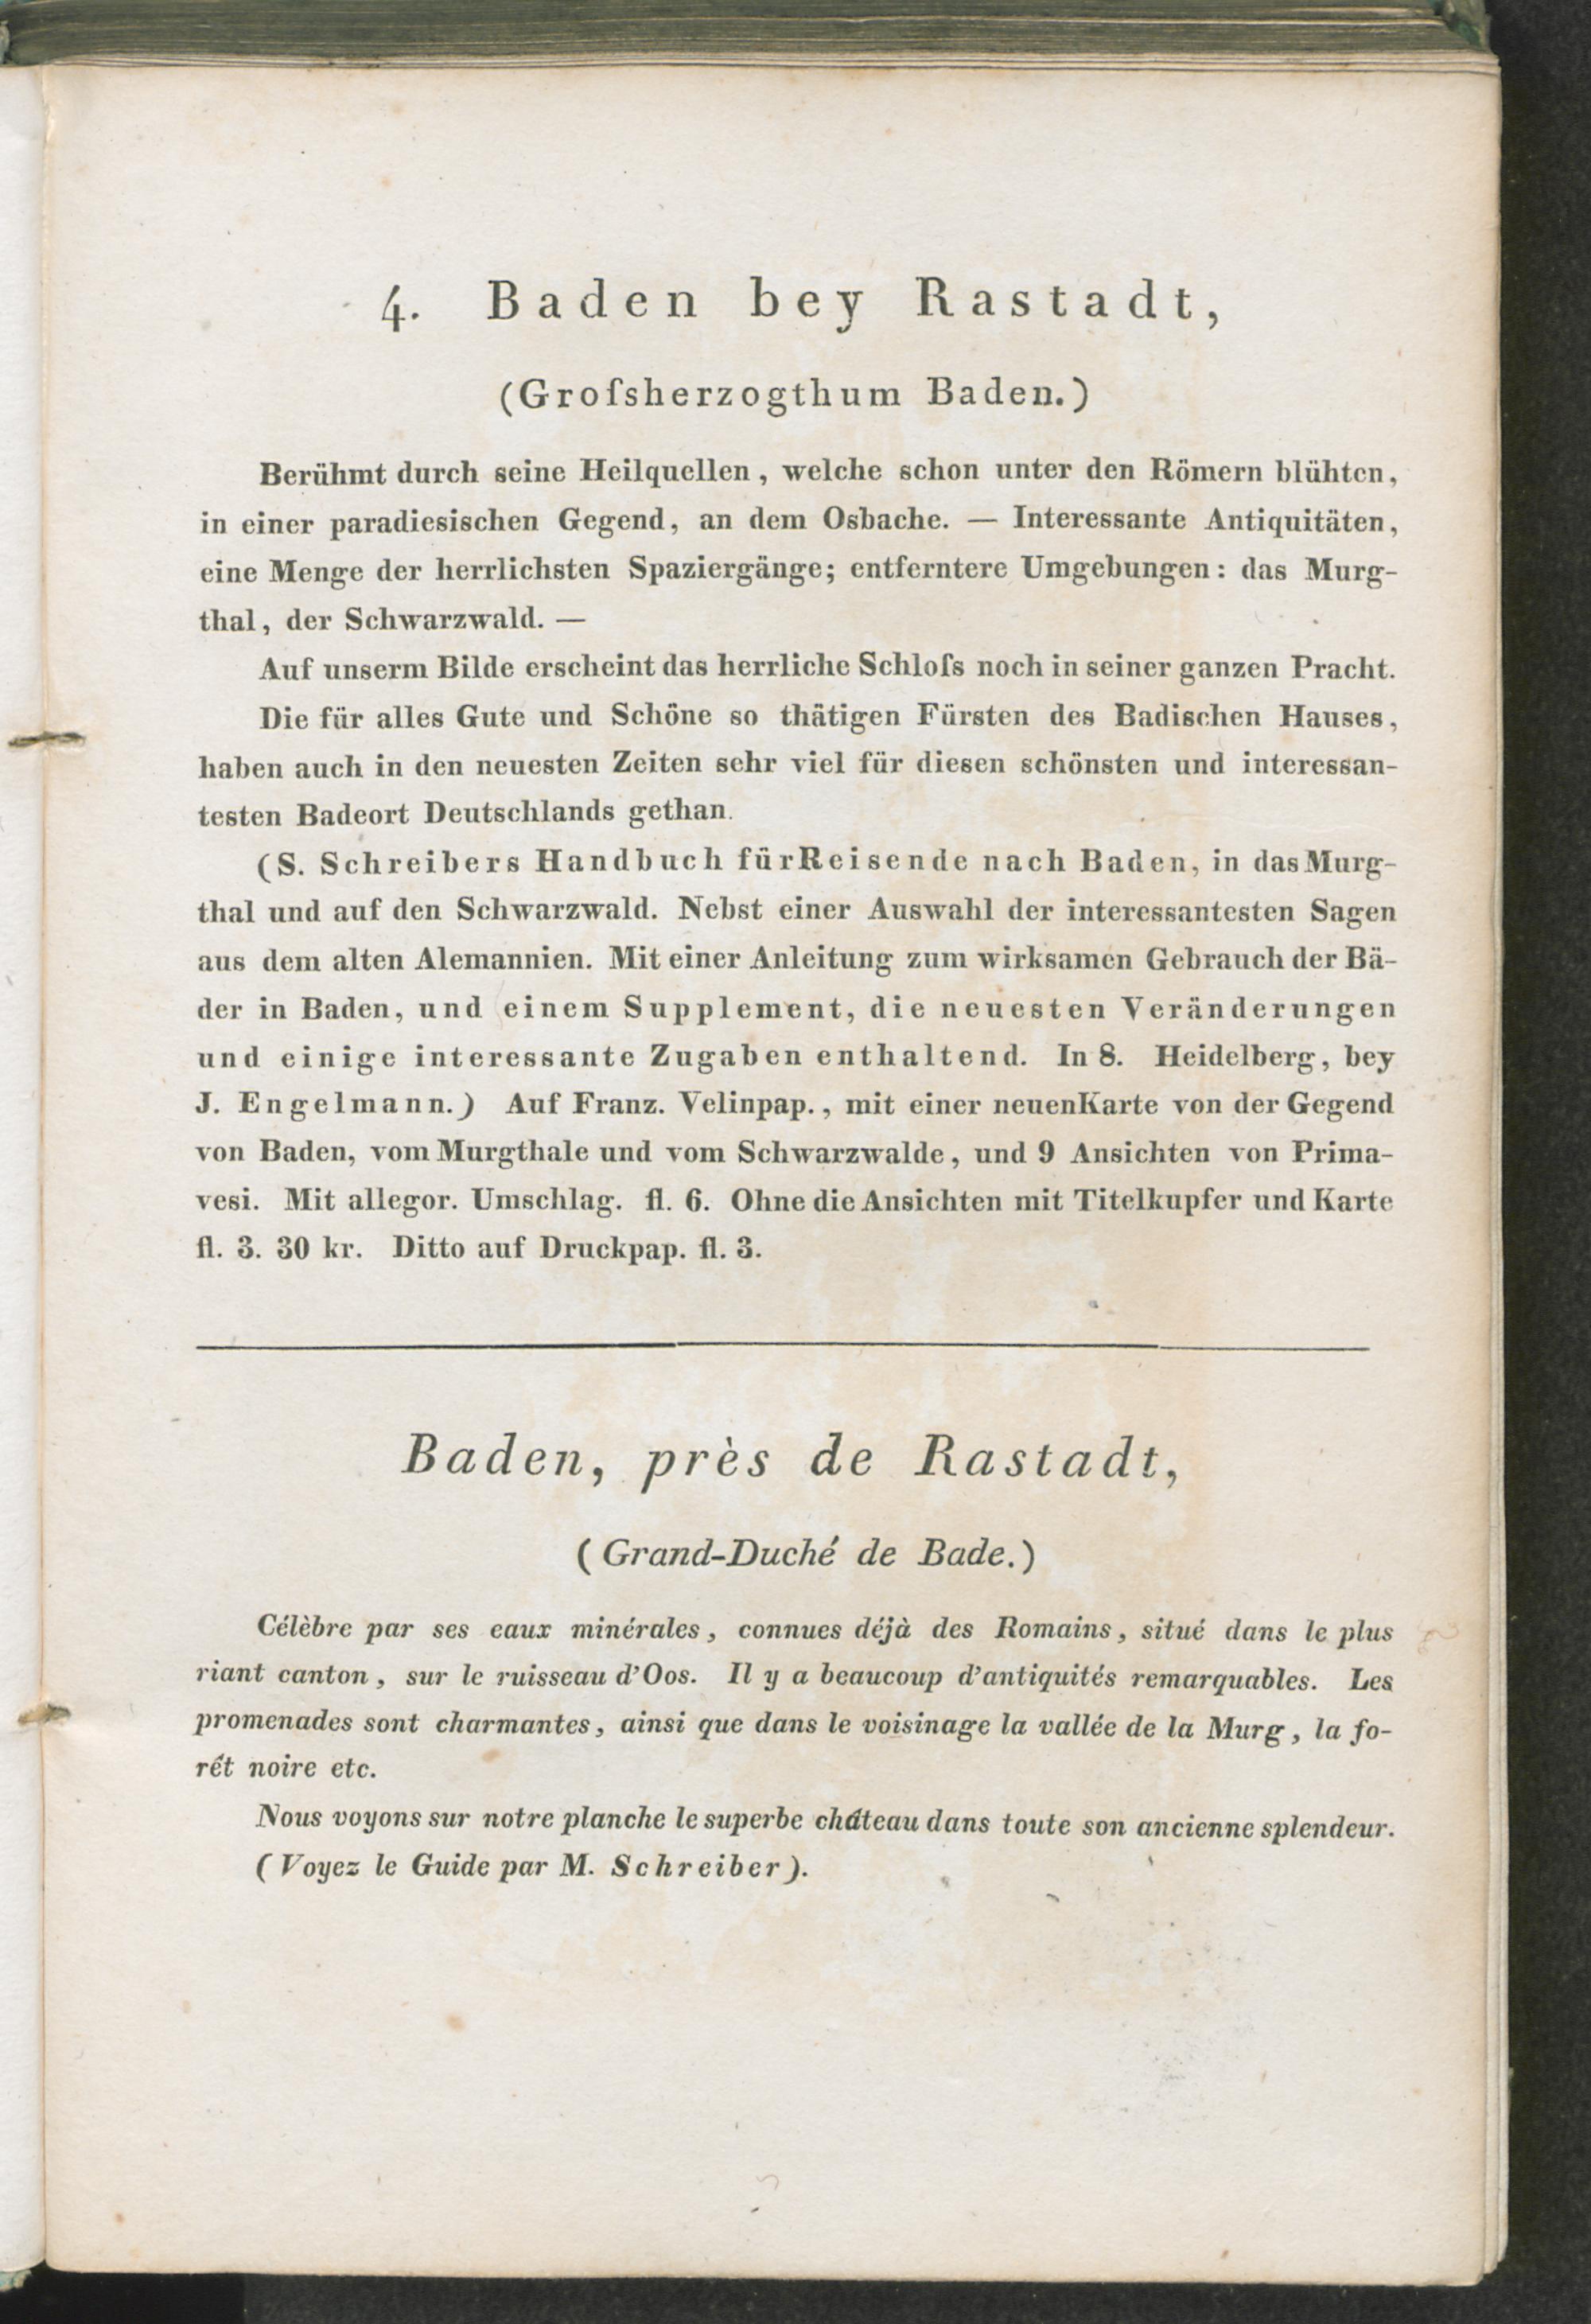 4. Baden bey Rastadt,
(Groſsherzogthum Baden.)
Berühmt durch seine Heilquellen, welche schon unter den Römern blühten,
in einer paradiesischen Gegend, an dem Osbache. — Interessante Antiquitäten,
eine Menge der herrlichsten Spaziergänge; entferntere Umgebungen: das Murg-
thal, der Schwarzwald. —
Auf unserm Bilde erscheint das herrliche Schloſs noch in seiner ganzen Pracht.
Die für alles Gute und Schöne so thätigen Fürsten des Badischen Hauses,
haben auch in den neuesten Zeiten sehr viel für diesen schönsten und interessan-
testen Badeort Deutschlands gethan.
(S. Schreibers Handbuch fürReisende nach Baden, in das Murg-
thal und auf den Schwarzwald. Nebst einer Auswahl der interessantesten Sagen
aus dem alten Alemannien. Mit einer Anleitung zum wirksamen Gebrauch der Bä-
der in Baden, und einem Supplement, die neuesten Veränderungen
und einige interessante Zugaben enthaltend. In 8. Heidelberg, bey
J. Engelmann.) Auf Franz. Velinpap., mit einer neuenKarte von der Gegend
von Baden, vom Murgthale und vom Schwarzwalde, und 9 Ansichten von Prima-
vesi. Mit allegor. Umschlag. fl. 6. Ohne die Ansichten mit Titelkupfer und Karte
fl. 3. 30 kr. Ditto auf Druckpap. fl. 3.
Baden, près de Rastadt,
(Grand-Duché de Bade.)
Célèbre par ses eaux minérales, connues déjà des Romains, situé dans le plus
riant canton, sur le ruisseau d'Oos. Il y a beaucoup d'antiquités remarquables. Les
promenades sont charmantes, ainsi que dans le voisinage la vallée de la Murg, la fo-
rêt noire etc.
Nous voyons sur notre planche le superbe château dans toute son ancienne splendeur.
(Voyez le Guide par M. Schreiber).